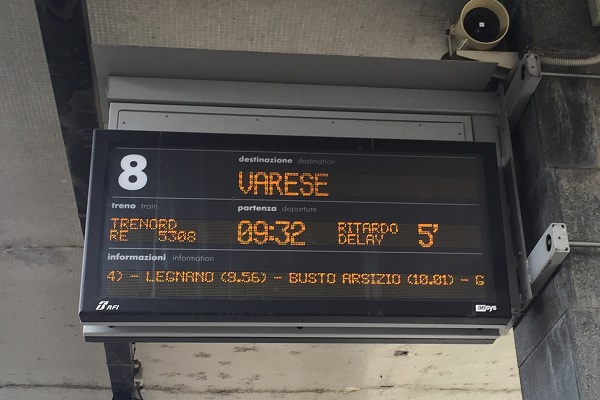 8
destinazione destination
VARESE
treno train
partenza departure
TRENORD
RE 5308
09:32
RITARDO
DELAY
5'
informazioni information
4) - LEGNANO (9.56) - BUSTO ARSIZIO (10.01) - G
RFI